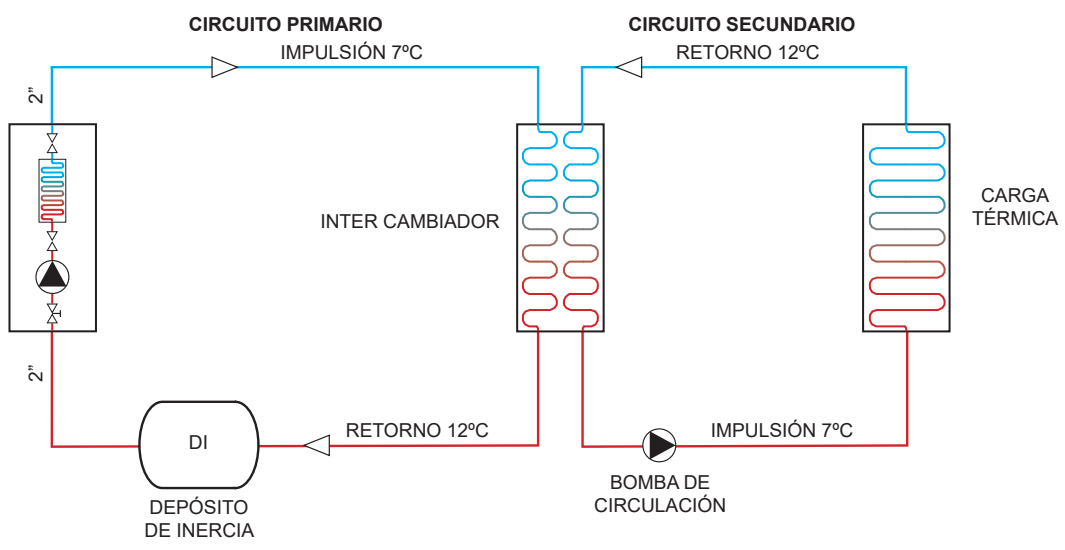 CIRCUITO PRIMARIO
CIRCUITO SECUNDARIO
IMPULSIÓN 7ºC
RETORNO 12ºC
2”
INTER CAMBIADOR
CARGA
TÉRMICA
2”
DI
RETORNO 12ºC
IMPULSIÓN 7ºC
DEPÓSITO
DE INERCIA
BOMBA DE
CIRCULACIÓN